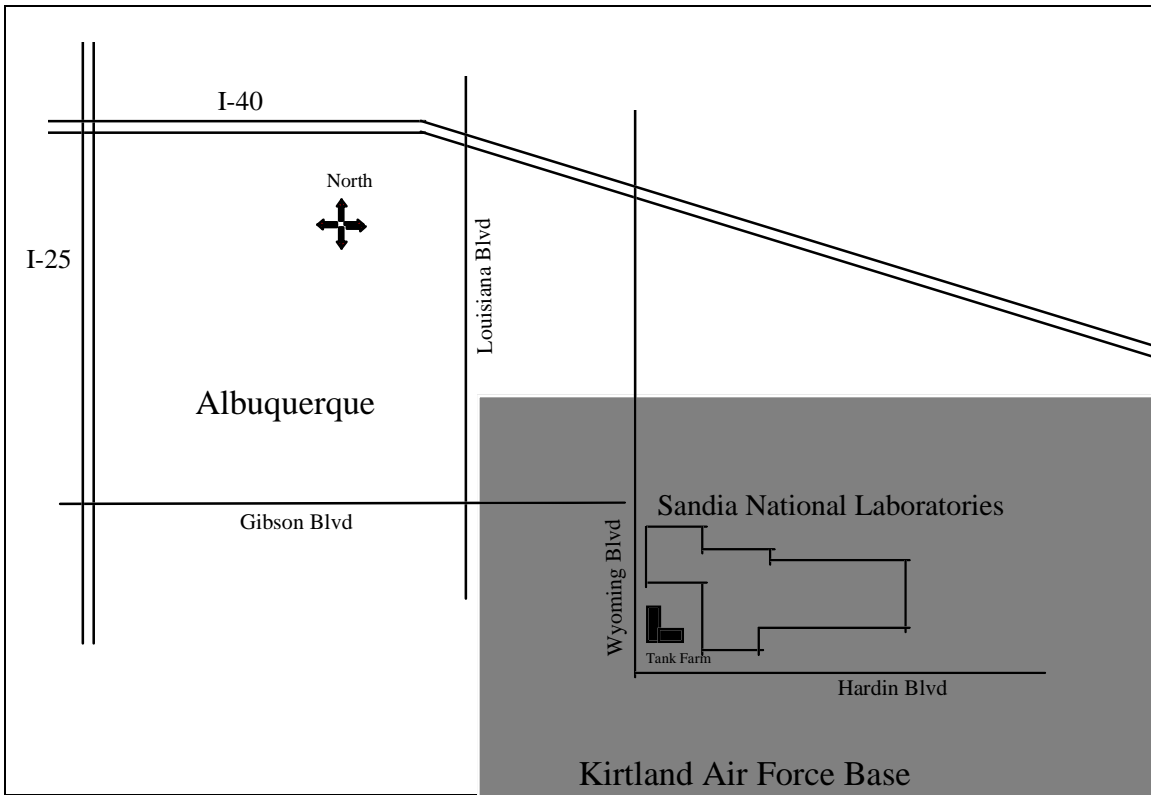 I-40
North
Louisiana Blvd
I-25
Albuquerque
Sandia National Laboratories
Gibson Blvd
Wyoming Blvd
Tank Farm
Hardin Blvd
Kirtland Air Force Base